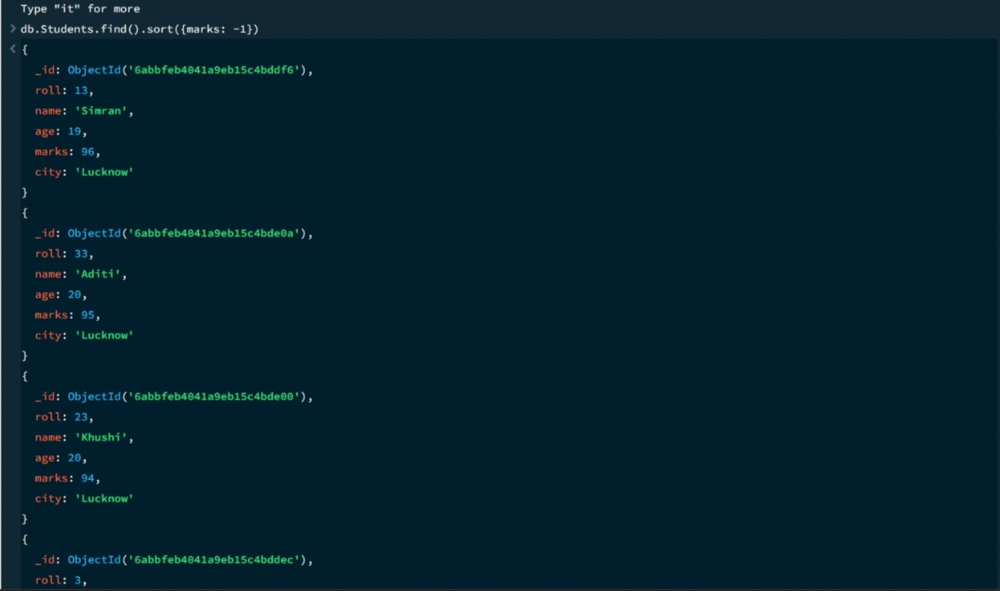 Type "it" for more
> db.Students.find().sort({marks: -1})
< {
_id: ObjectId('6abbfeb4041a9eb15c4bddf6'),
roll: 13,
name: 'Simran',
age: 19,
marks: 96,
city: 'Lucknow'
}
{
_id: ObjectId('6abbfeb4041a9eb15c4bde0a'),
roll: 33,
name: 'Aditi',
age: 20,
marks: 95,
city: 'Lucknow'
}
{
_id: ObjectId('6abbfeb4041a9eb15c4bde00'),
roll: 23,
name: 'Khushi',
age: 20,
marks: 94,
city: 'Lucknow'
}
{
_id: ObjectId('6abbfeb4041a9eb15c4bddec'),
roll: 3,